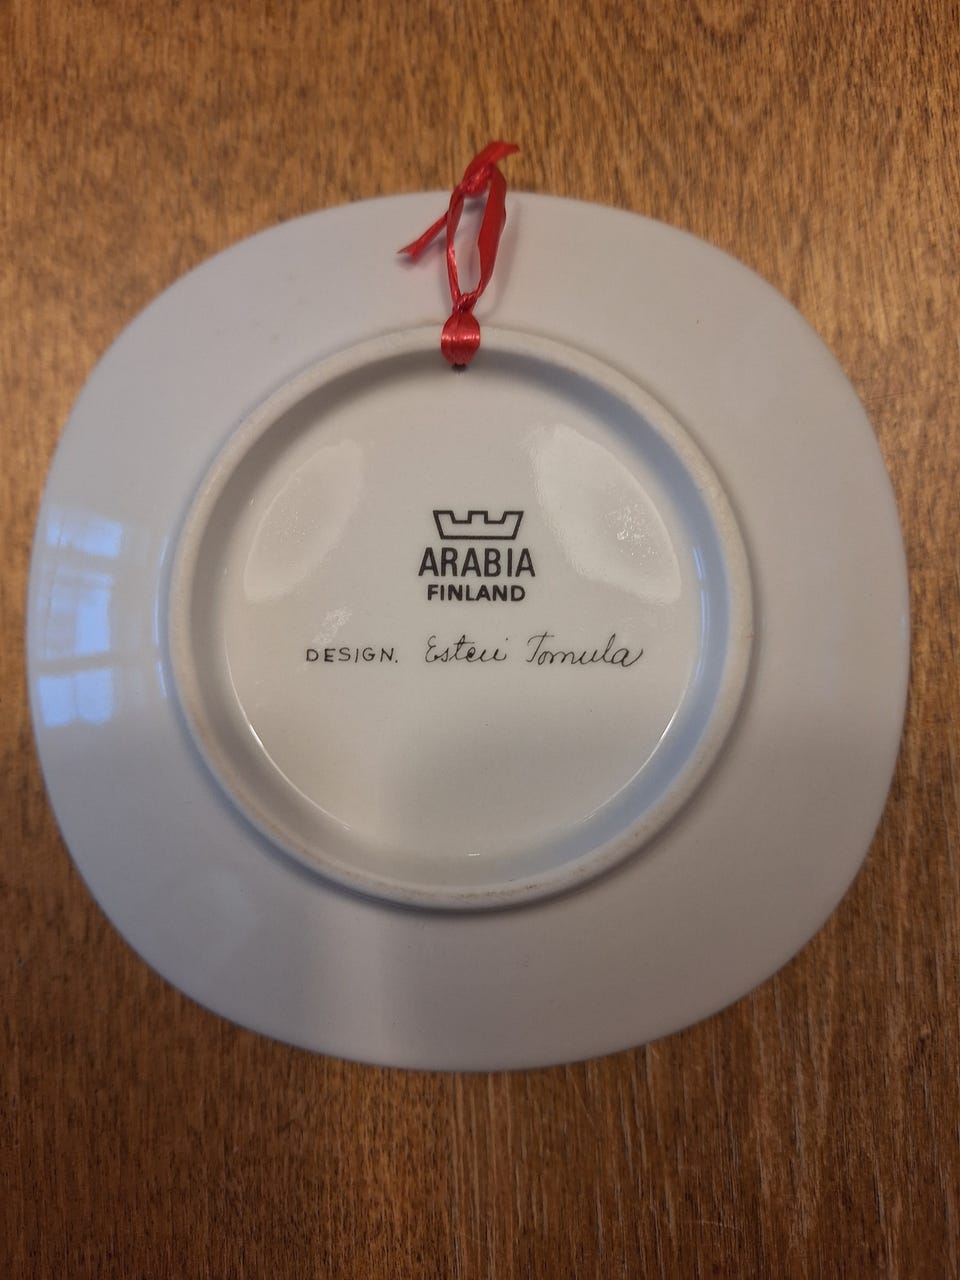 ARABIA
FINLAND
DESIGN. Esteri Tomula